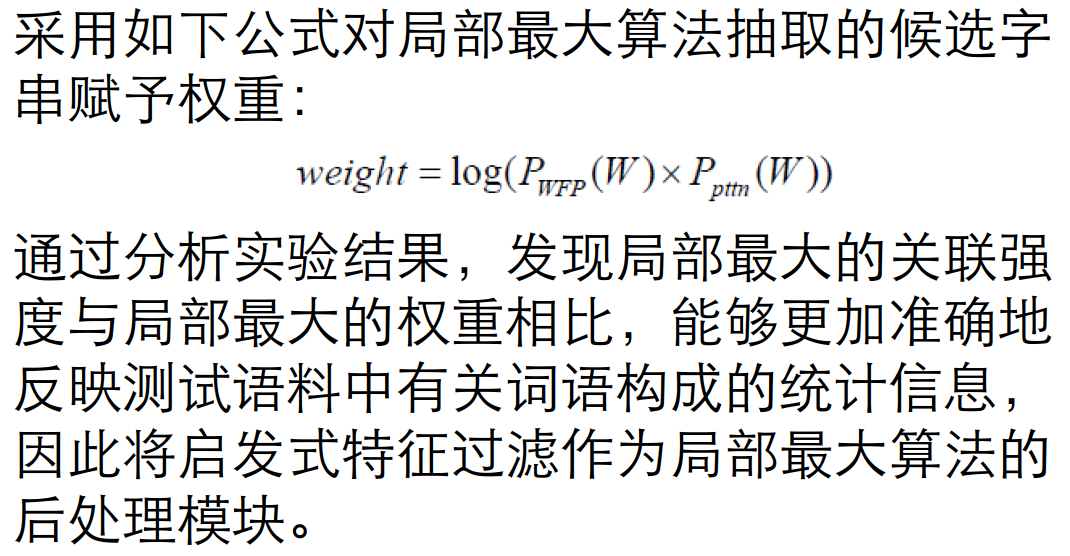 采用如下公式对局部最大算法抽取的候选字
串赋予权重：
weight = log(P_WFP(W) × P_pttn(W))
通过分析实验结果，发现局部最大的关联强
度与局部最大的权重相比，能够更加准确地
反映测试语料中有关词语构成的统计信息，
因此将启发式特征过滤作为局部最大算法的
后处理模块。